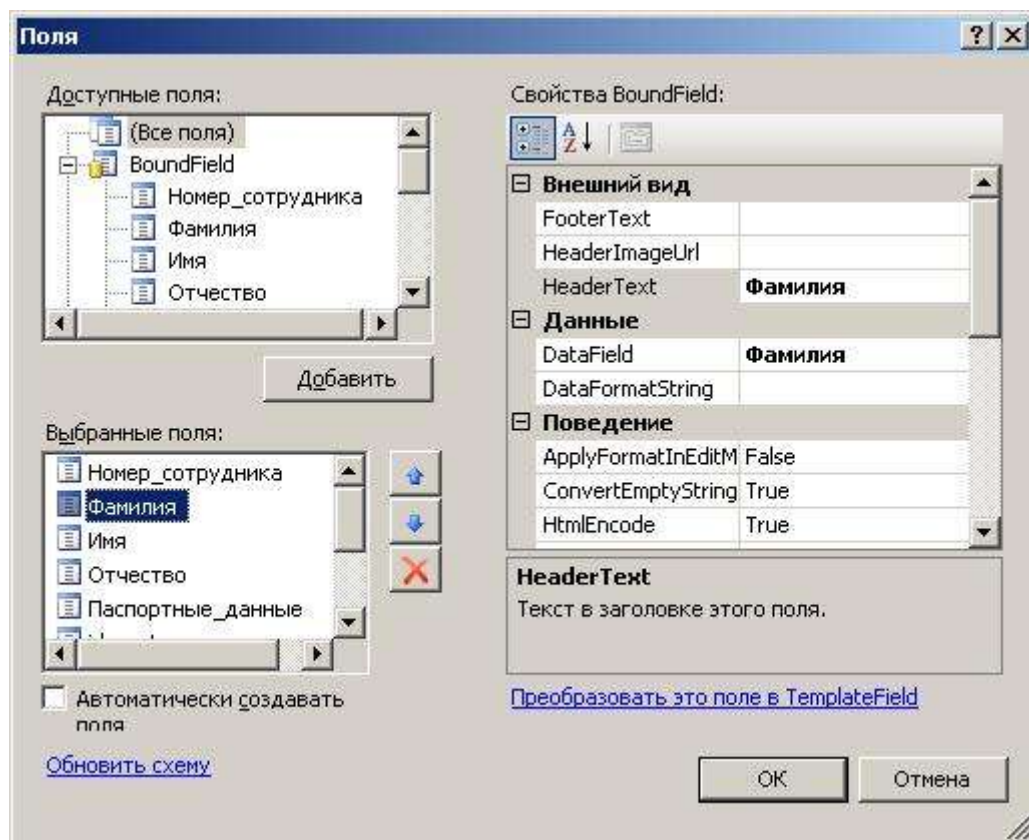 Поля
Доступные поля:
(Все поля)
BoundField
Номер_сотрудника
Фамилия
Имя
Отчество
Добавить
Выбранные поля:
Номер_сотрудника
Фамилия
Имя
Отчество
Паспортные_данные
Автоматически создавать
поля
Обновить схему
Свойства BoundField:
Внешний вид
FooterText
HeaderImageUrl
HeaderText Фамилия
Данные
DataField Фамилия
DataFormatString
Поведение
ApplyFormatInEditM False
ConvertEmptyString True
HtmlEncode True
HeaderText
Текст в заголовке этого поля.
Преобразовать это поле в TemplateField
ОК Отмена